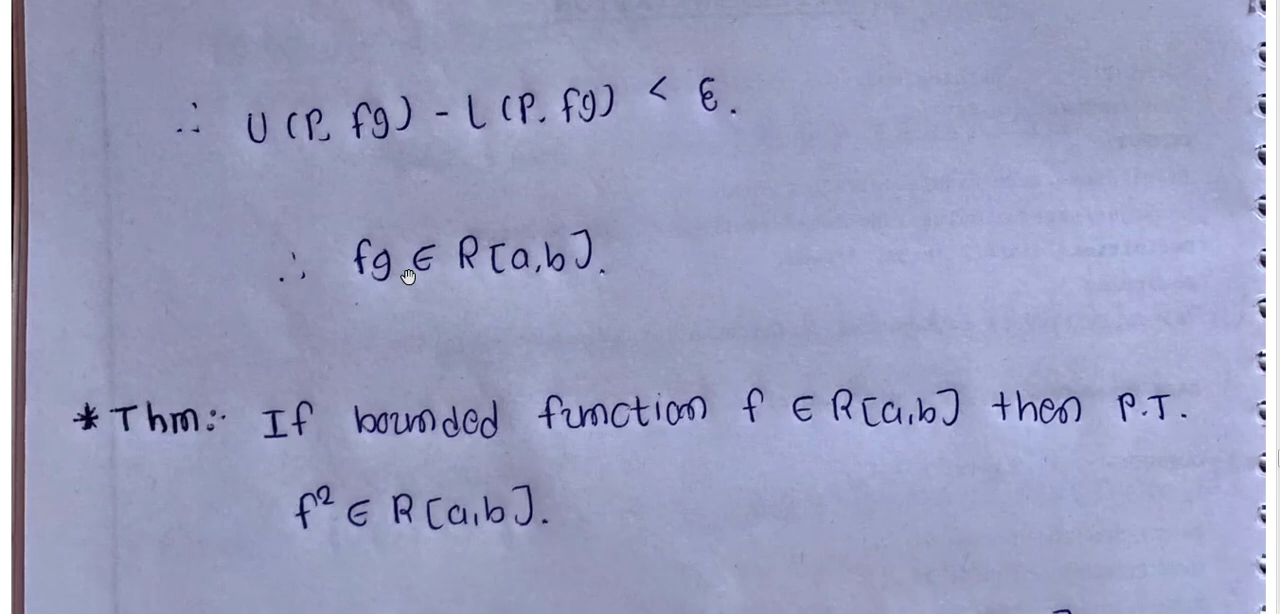 ∴ U(P, fg) - L(P, fg) < ε.
∴ fg ∈ R[a,b].
* Thm:- If bounded function f ∈ R[a,b] then P.T.
f² ∈ R[a,b].